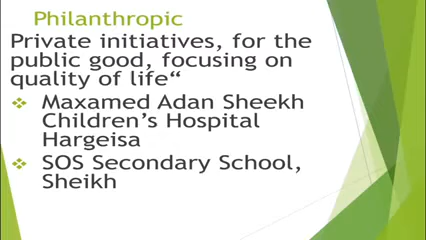 Philanthropic
Private initiatives, for the
public good, focusing on
quality of life“
Maxamed Adan Sheekh
Children’s Hospital
Hargeisa
SOS Secondary School,
Sheikh